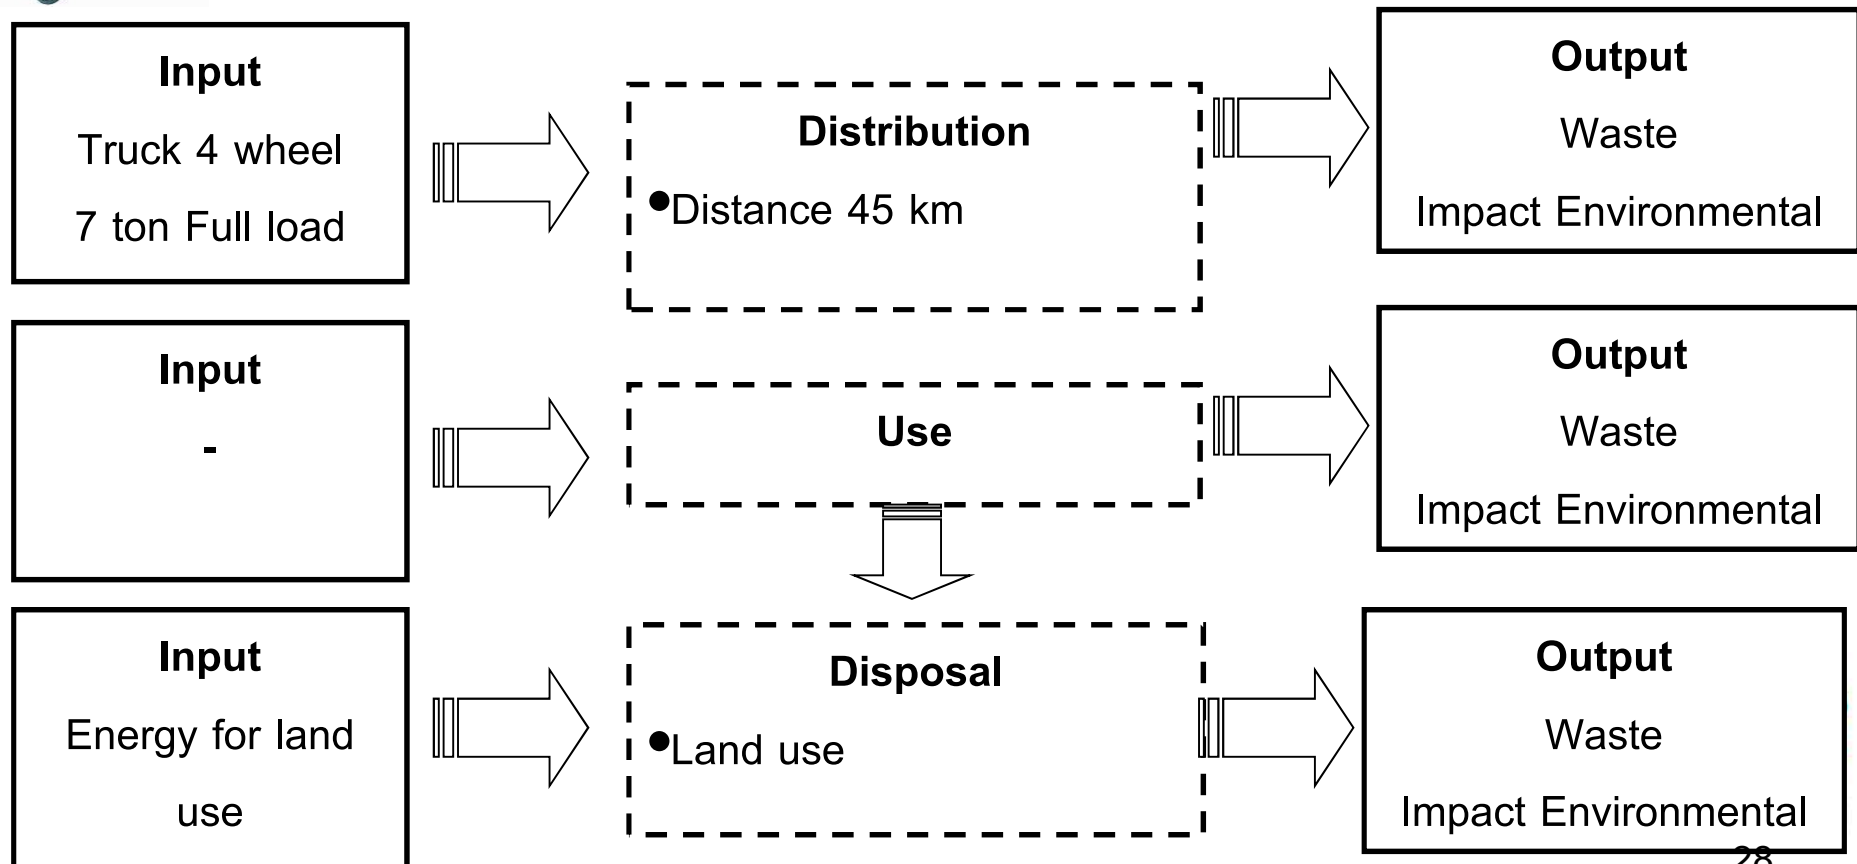 Input
Truck 4 wheel
7 ton Full load
Distribution
●Distance 45 km
Output
Waste
Impact Environmental
Input
-
Use
Output
Waste
Impact Environmental
Input
Energy for land
use
Disposal
●Land use
Output
Waste
Impact Environmental
28